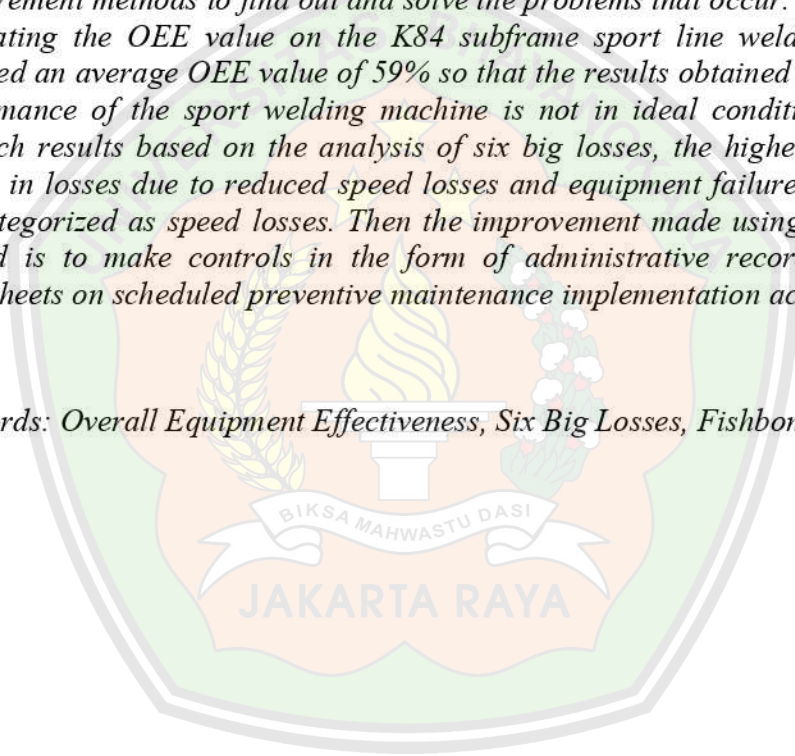 rement methods to find out and solve the problems that occur.
ating the OEE value on the K84 subframe sport line weld
ed an average OEE value of 59% so that the results obtained
mance of the sport welding machine is not in ideal conditi
ch results based on the analysis of six big losses, the highe
in losses due to reduced speed losses and equipment failure
tegorized as speed losses. Then the improvement made using
d is to make controls in the form of administrative recor
heets on scheduled preventive maintenance implementation ac
rds: Overall Equipment Effectiveness, Six Big Losses, Fishbon
UNIVERSITAS BHAYANGKARA
BIKSA MAHWASTU DASI
JAKARTA RAYA